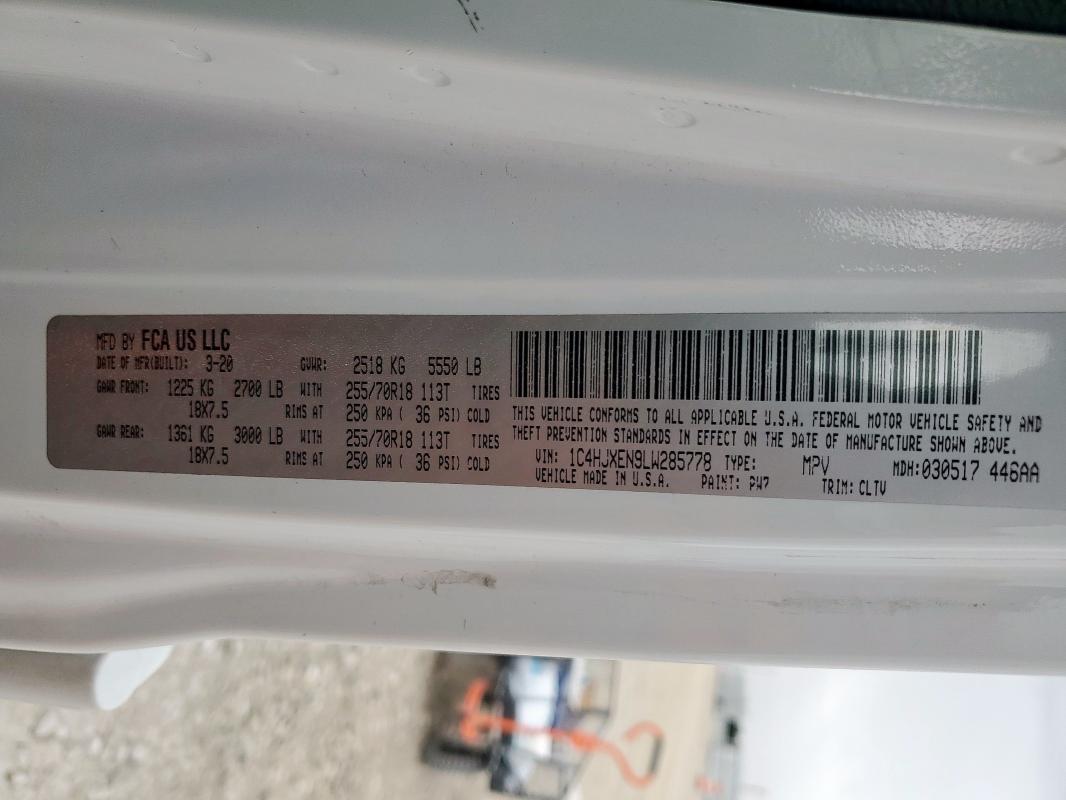 MFD BY FCA US LLC
DATE OF MFR(BUILT): 3-20 GVWR: 2518 KG 5550 LB
GAWR FRONT: 1225 KG 2700 LB WITH 255/70R18 113T TIRES
18X7.5 RIMS AT 250 KPA ( 36 PSI) COLD
GAWR REAR: 1361 KG 3000 LB WITH 255/70R18 113T TIRES
18X7.5 RIMS AT 250 KPA ( 36 PSI) COLD
THIS VEHICLE CONFORMS TO ALL APPLICABLE U.S.A. FEDERAL MOTOR VEHICLE SAFETY AND
THEFT PREVENTION STANDARDS IN EFFECT ON THE DATE OF MANUFACTURE SHOWN ABOVE.
VIN: 1C4HJXEN9LW285778 TYPE: MPV MDH:030517 446AA
VEHICLE MADE IN U.S.A. PAINT: PW7 TRIM: CLTV